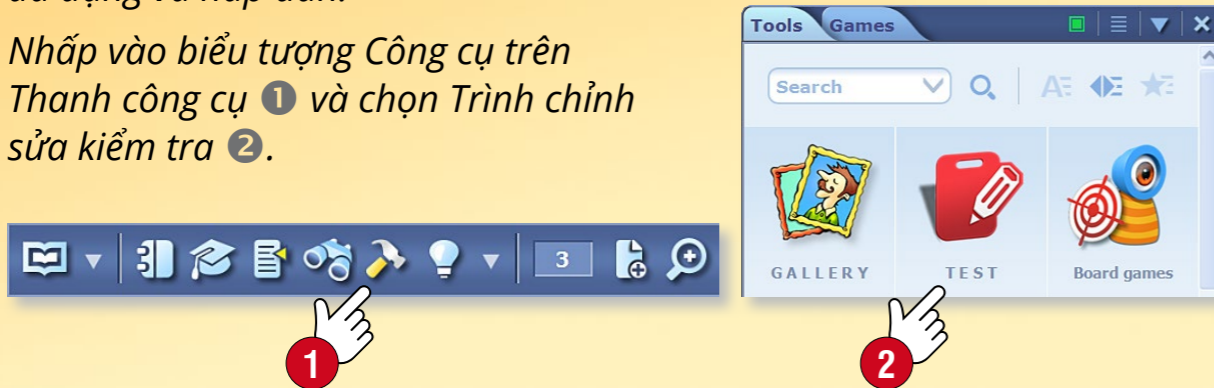 Nhấp vào biểu tượng Công cụ trên
Thanh công cụ ❶ và chọn Trình chỉnh
sửa kiểm tra ❷.
3
1
Tools Games
Search
GALLERY TEST Board games
2